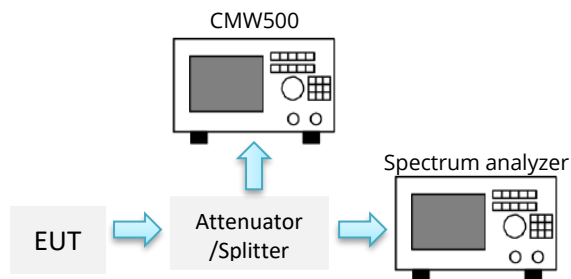 CMW500
Spectrum analyzer
EUT
Attenuator
/Splitter